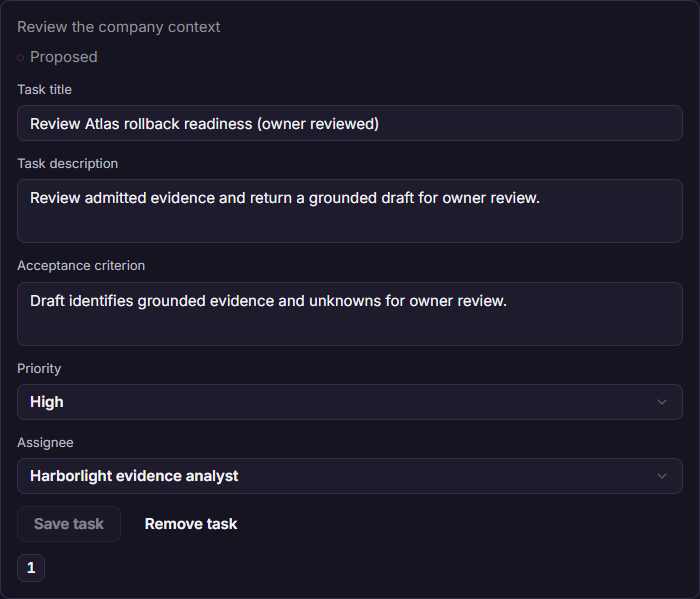 Review the company context
Proposed
Task title
Review Atlas rollback readiness (owner reviewed)
Task description
Review admitted evidence and return a grounded draft for owner review.
Acceptance criterion
Draft identifies grounded evidence and unknowns for owner review.
Priority
High
Assignee
Harborlight evidence analyst
Save task Remove task
1